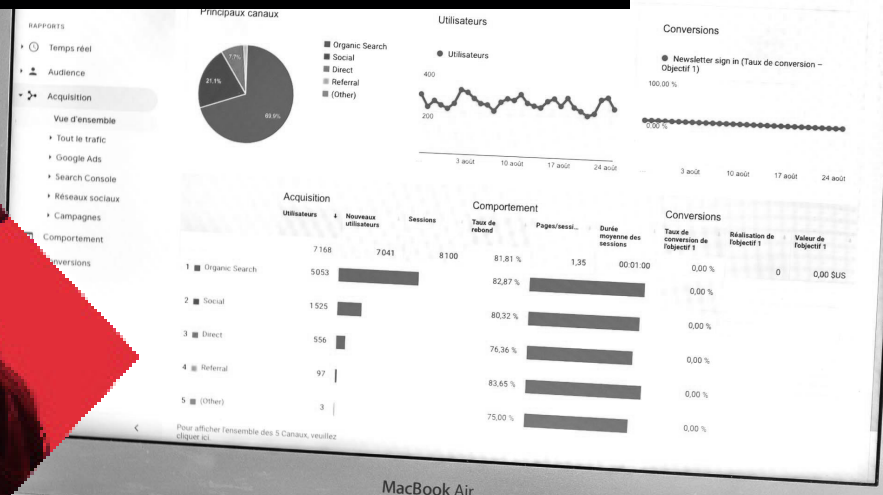 RAPPORTS
Temps réel
Audience
Acquisition
Vue d'ensemble
Tout le trafic
Google Ads
Search Console
Réseaux sociaux
Campagnes
Comportement
nversions
Principaux canaux
Organic Search
Social
Direct
Referral
(Other)
7,7%
21,1%
69,9%
Utilisateurs
Utilisateurs
400
200
3 août 10 août 17 août 24 août
Conversions
Newsletter sign in (Taux de conversion –
Objectif 1)
100,00 %
0,00 %
3 août 10 août 17 août 24 août
Acquisition Comportement Conversions
Utilisateurs
Nouveaux
utilisateurs
Sessions
Taux de
rebond
Pages/sessi...
Durée
moyenne des
sessions
Taux de
conversion de
l'objectif 1
Réalisation de
l'objectif 1
Valeur de
l'objectif 1
7 168 7 041 8 100 81,81 % 1,35 00:01:00 0,00 % 0 0,00 $US
1 Organic Search 5 053 82,87 % 0,00 %
2 Social 1 525 80,32 % 0,00 %
3 Direct 556 76,36 % 0,00 %
4 Referral 97 83,65 % 0,00 %
5 (Other) 3 75,00 % 0,00 %
Pour afficher l'ensemble des 5 Canaux, veuillez
cliquer ici.
MacBook Air